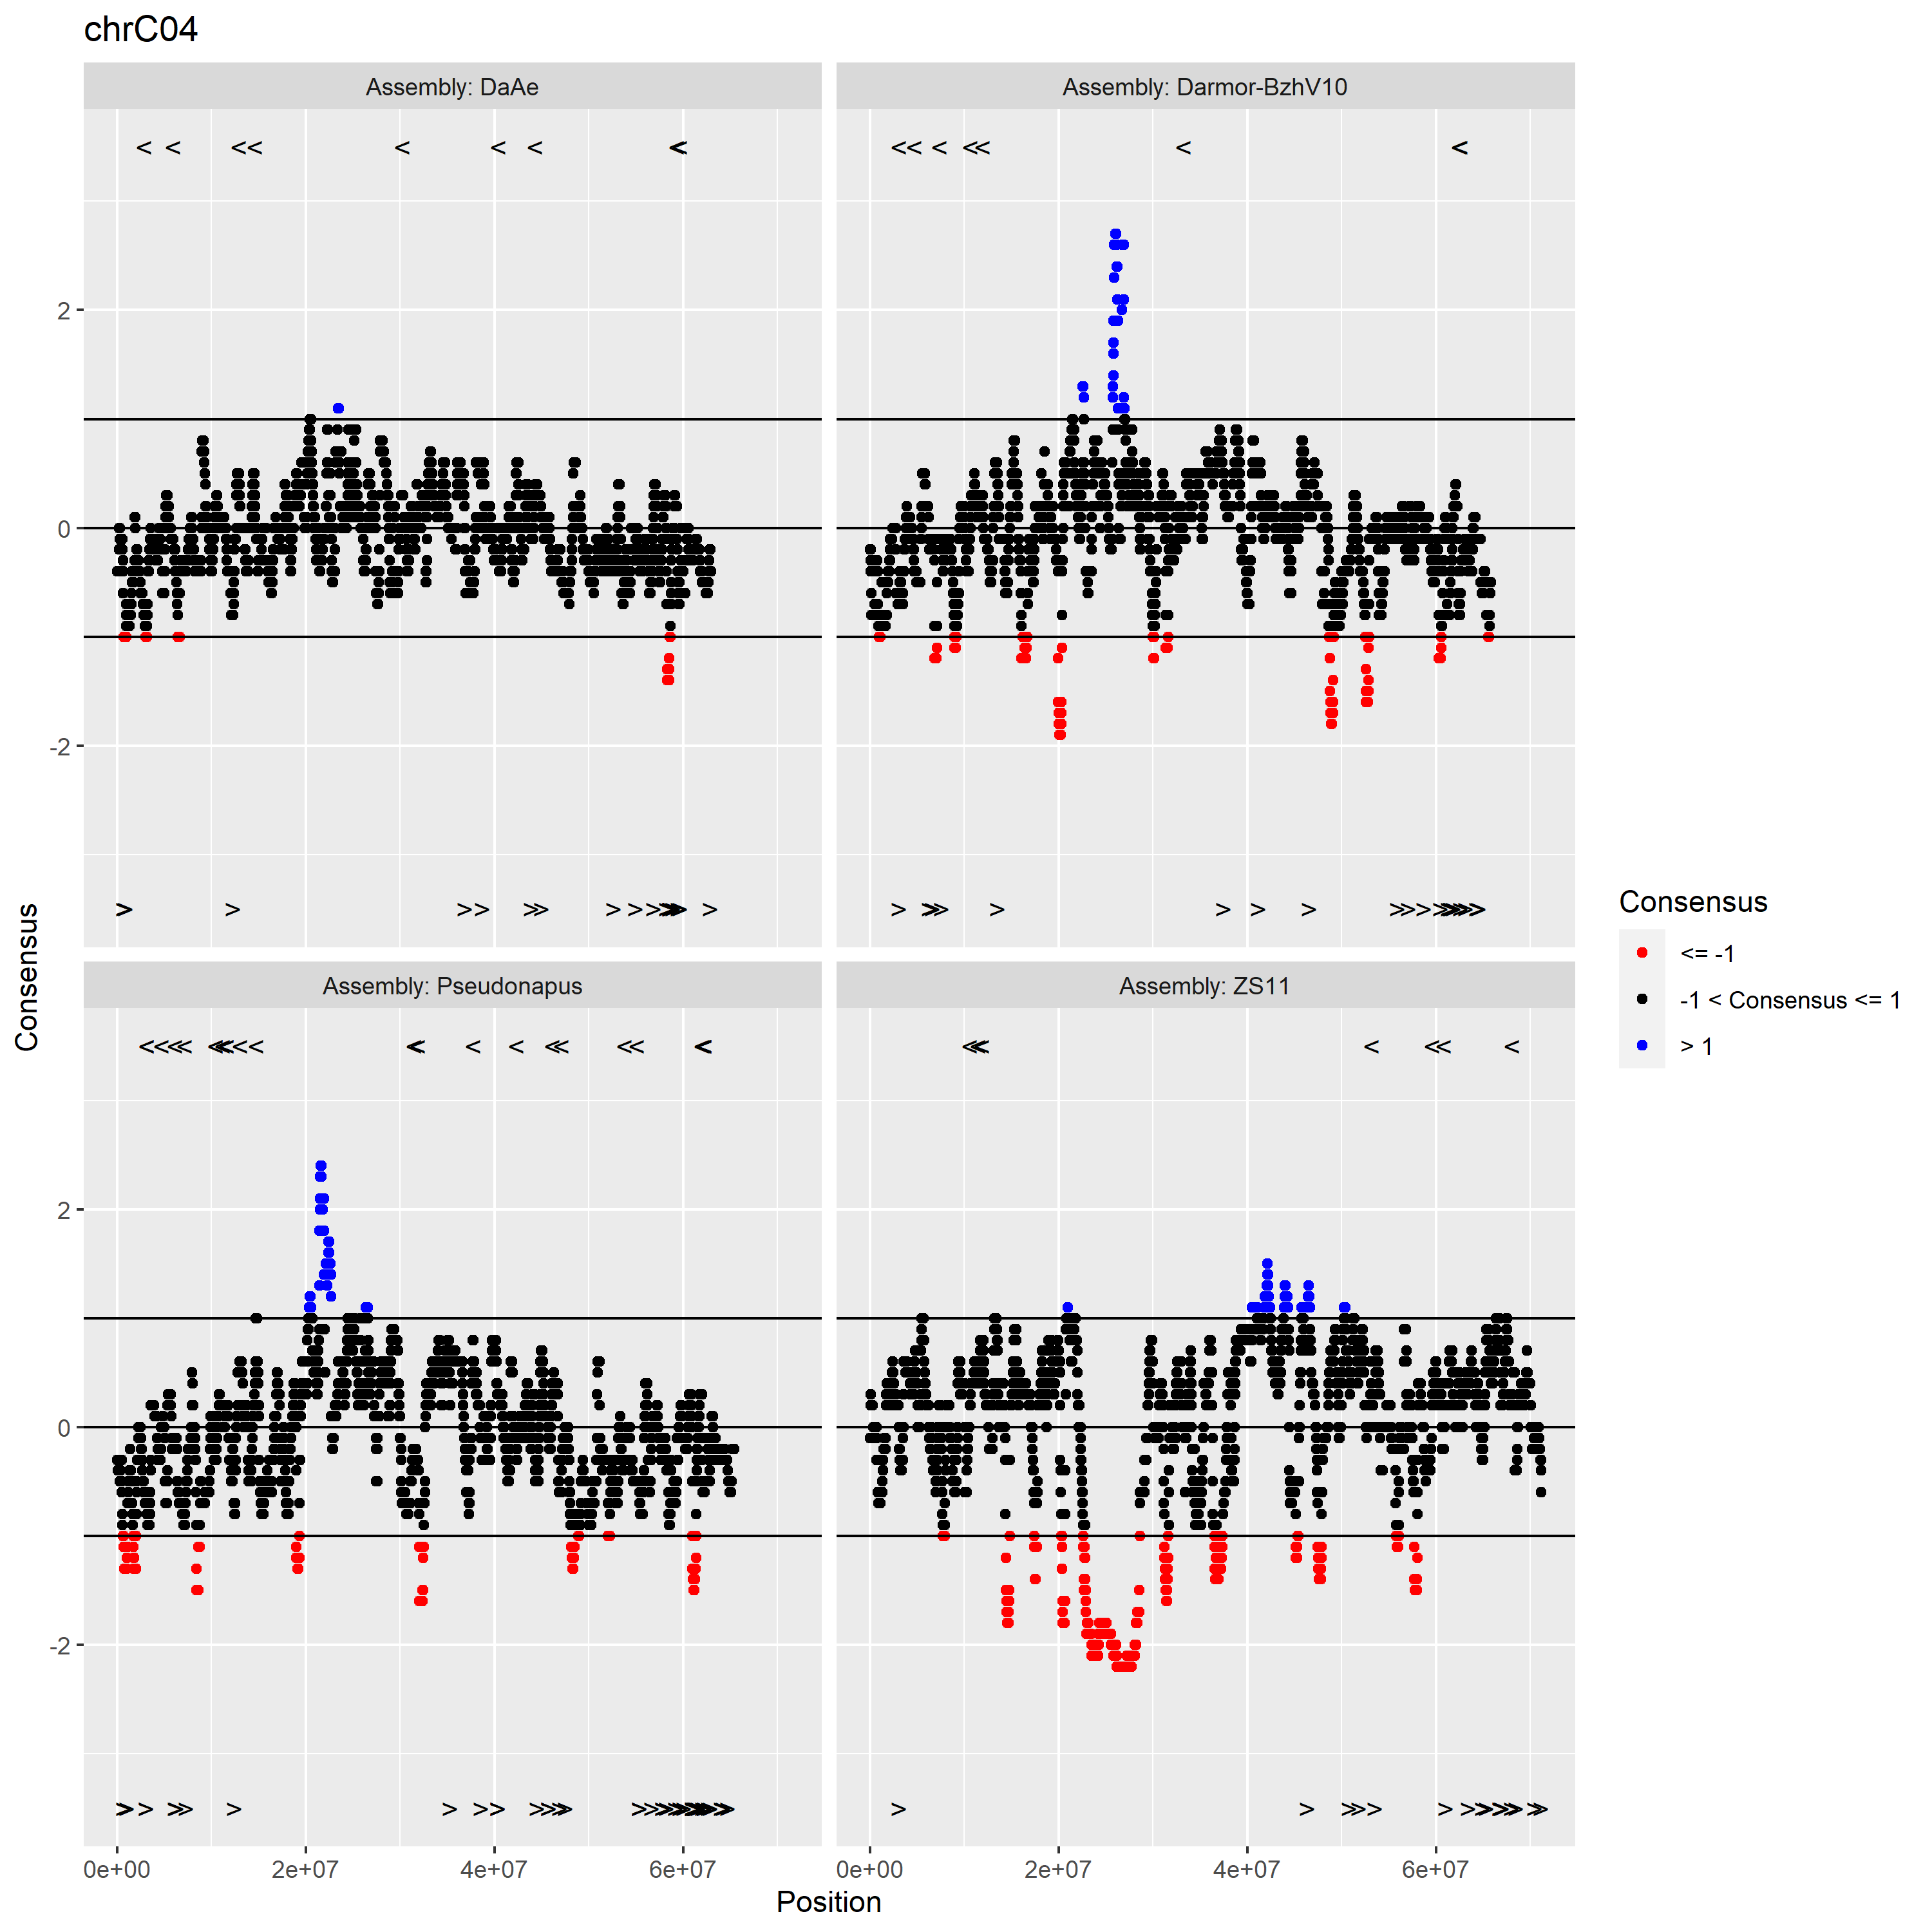 chrC04
Assembly: DaAe
Assembly: Darmor-BzhV10
2
0
-2
Assembly: Pseudonapus
Assembly: ZS11
2
0
-2
0e+00 2e+07 4e+07 6e+07
0e+00 2e+07 4e+07 6e+07
Position
Consensus
Consensus
<= -1
-1 < Consensus <= 1
> 1